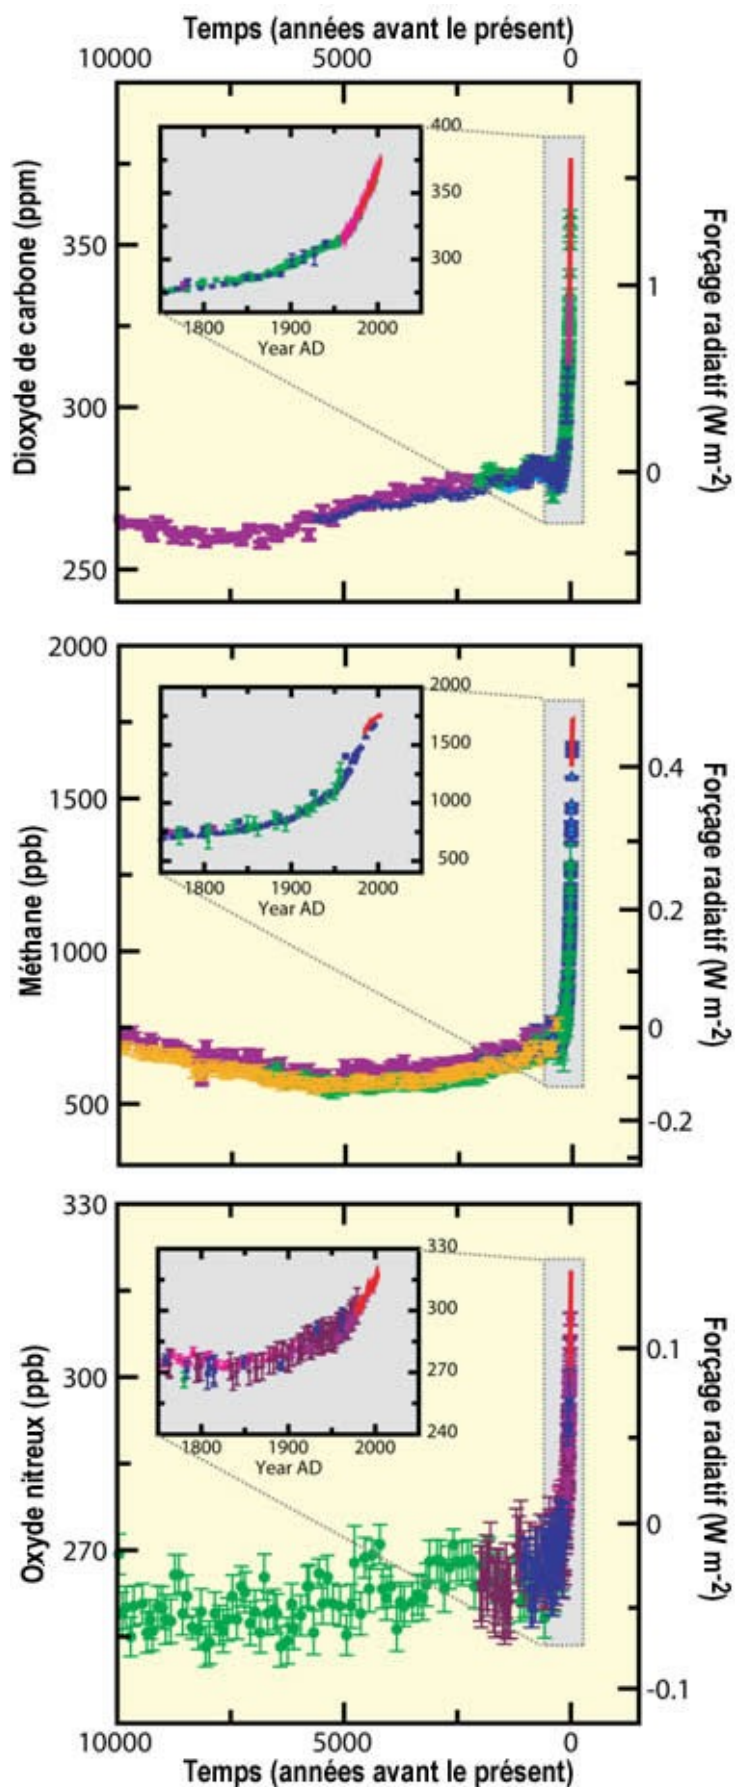 Temps (années avant le présent)
10000 5000 0
Dioxyde de carbone (ppm)
350
300
250
400
350
300
1800 1900 2000
Year AD
1
0
Forçage radiatif (W m-2)
Méthane (ppb)
2000
1500
1000
500
2000
1500
1000
500
1800 1900 2000
Year AD
0.4
0.2
0
-0.2
Forçage radiatif (W m-2)
Oxyde nitreux (ppb)
330
300
270
330
300
270
240
1800 1900 2000
Year AD
0.1
0
-0.1
Forçage radiatif (W m-2)
10000 5000 0
Temps (années avant le présent)